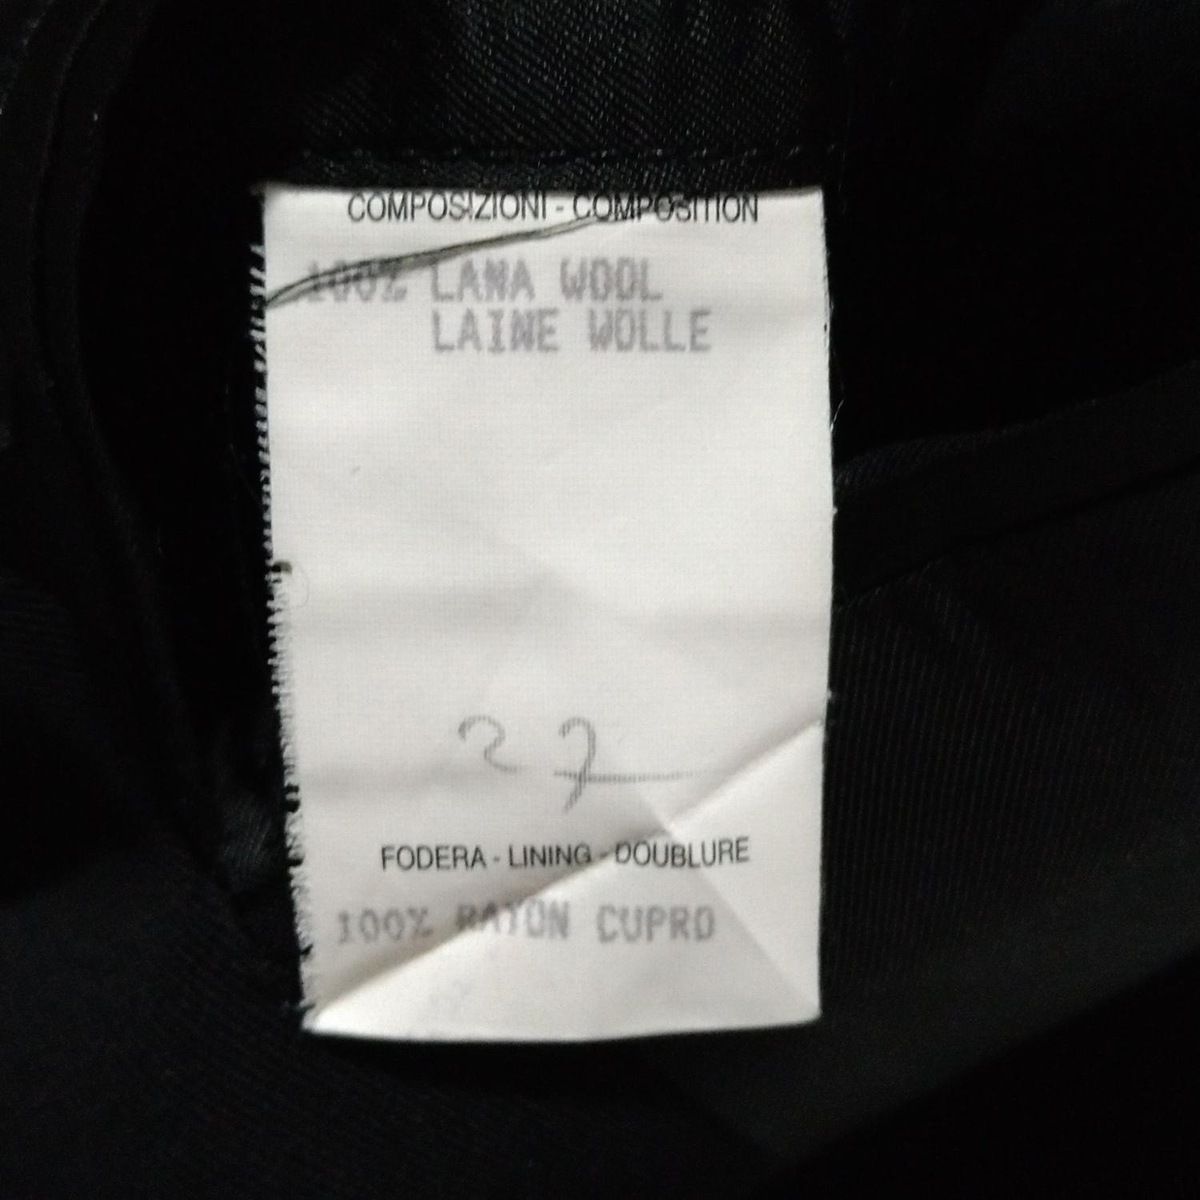 COMPOSIZIONI - COMPOSITION
100% LANA WOOL
LAINE WOLLE
27
FODERA - LINING - DOUBLURE
100% RAYON CUPRO